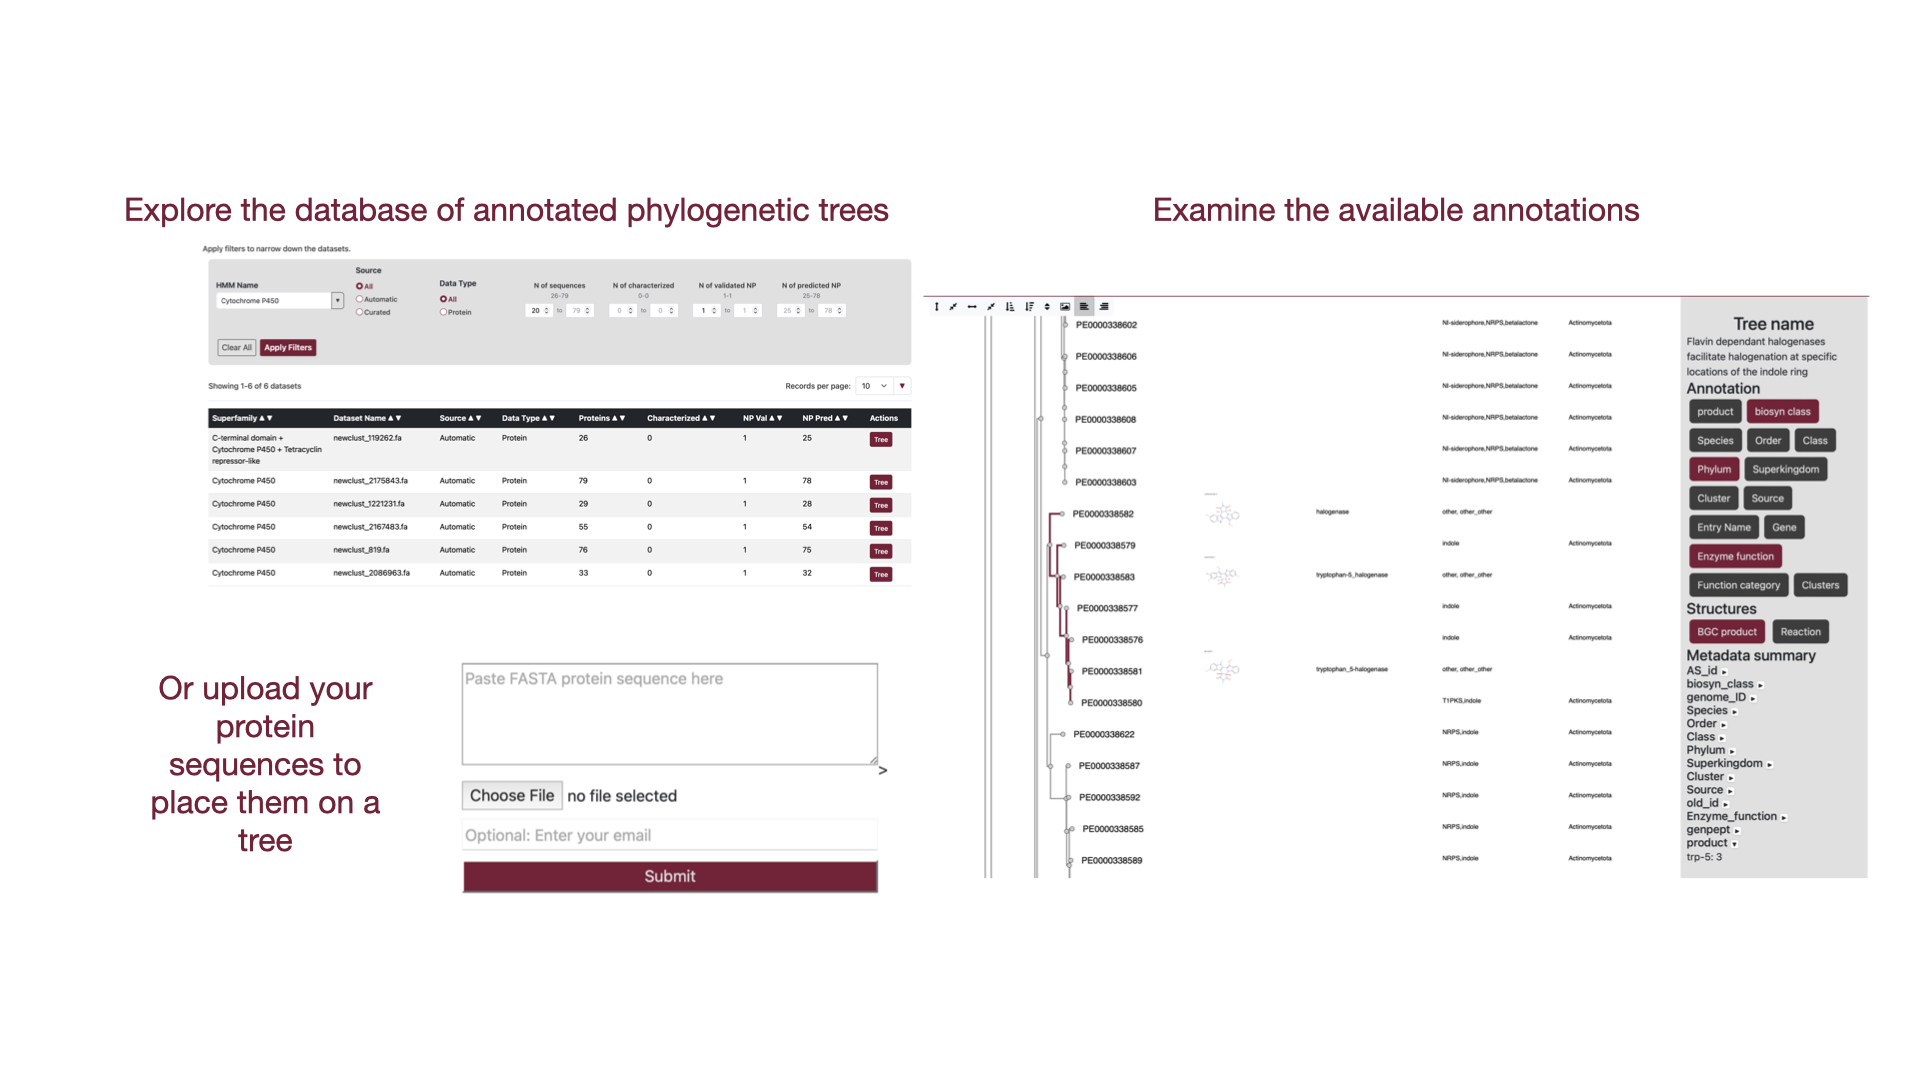 Explore the database of annotated phylogenetic trees
Apply filters to narrow down the datasets.
HMM Name
Cytochrome P450
Source
All
Automatic
Curated
Data Type
All
Protein
N of sequences
26-79
20 to 79
N of characterized
0-0
0 to 0
N of validated NP
1-1
1 to 1
N of predicted NP
25-78
25 to 78
Clear All Apply Filters
Showing 1-6 of 6 datasets
Records per page: 10
Superfamily Dataset Name Source Data Type Proteins Characterized NP Val NP Pred Actions
C-terminal domain + Cytochrome P450 + Tetracyclin repressor-like newclust_119262.fa Automatic Protein 26 0 1 25 Tree
Cytochrome P450 newclust_2175843.fa Automatic Protein 79 0 1 78 Tree
Cytochrome P450 newclust_1221231.fa Automatic Protein 29 0 1 28 Tree
Cytochrome P450 newclust_2167483.fa Automatic Protein 55 0 1 54 Tree
Cytochrome P450 newclust_819.fa Automatic Protein 76 0 1 75 Tree
Cytochrome P450 newclust_2086963.fa Automatic Protein 33 0 1 32 Tree
Or upload your
protein
sequences to
place them on a
tree
Paste FASTA protein sequence here
>
Choose File no file selected
Optional: Enter your email
Submit
Examine the available annotations
PE0000338602 NI-siderophore,NRPS,betalactone Actinomycetota
PE0000338606 NI-siderophore,NRPS,betalactone Actinomycetota
PE0000338605 NI-siderophore,NRPS,betalactone Actinomycetota
PE0000338608 NI-siderophore,NRPS,betalactone Actinomycetota
PE0000338607 NI-siderophore,NRPS,betalactone Actinomycetota
PE0000338603 NI-siderophore,NRPS,betalactone Actinomycetota
PE0000338582 halogenase other, other_other
PE0000338579 indole Actinomycetota
PE0000338583 tryptophan-5_halogenase other, other_other
PE0000338577 indole Actinomycetota
PE0000338576 indole Actinomycetota
PE0000338581 tryptophan_5-halogenase other, other_other
PE0000338580 T1PKS,indole Actinomycetota
PE0000338622 NRPS,indole Actinomycetota
PE0000338587 NRPS,indole Actinomycetota
PE0000338592 NRPS,indole Actinomycetota
PE0000338585 NRPS,indole Actinomycetota
PE0000338589 NRPS,indole Actinomycetota
Tree name
Flavin dependant halogenases
facilitate halogenation at specific
locations of the indole ring
Annotation
product biosyn class
Species Order Class
Phylum Superkingdom
Cluster Source
Entry Name Gene
Enzyme function
Function category Clusters
Structures
BGC product Reaction
Metadata summary
AS_id
biosyn_class
genome_ID
Species
Order
Class
Phylum
Superkingdom
Cluster
Source
old_id
Enzyme_function
genpept
product
trp-5: 3